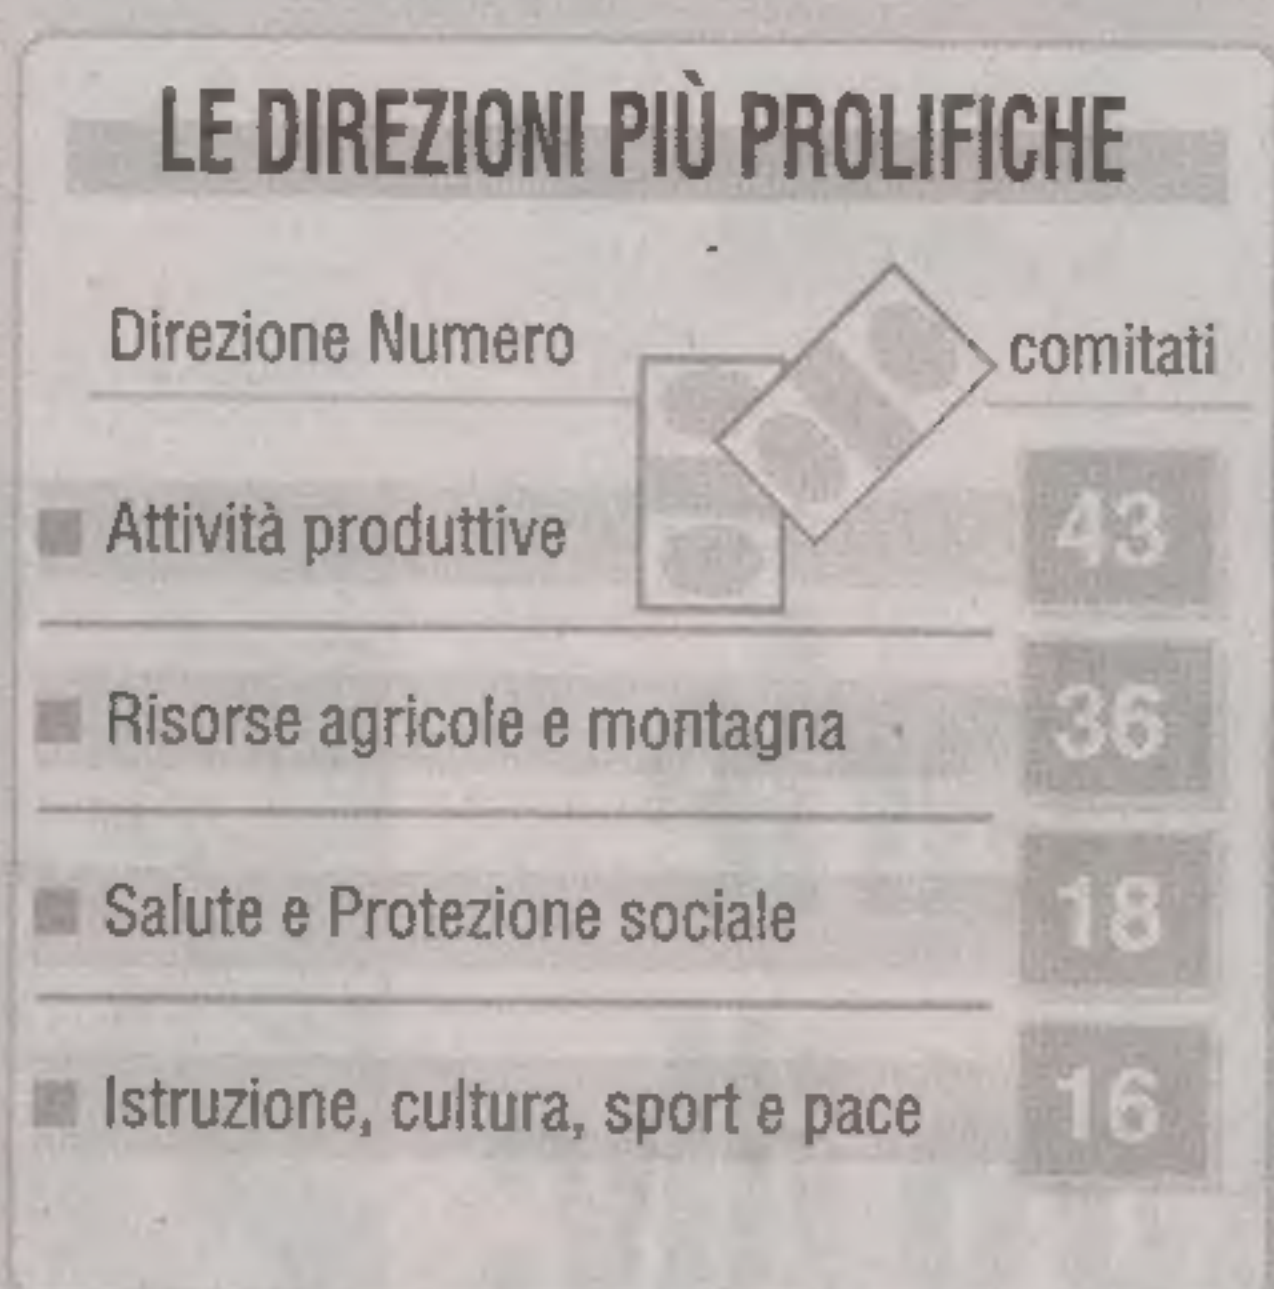 LE DIREZIONI PIÙ PROLIFICHE
Direzione Numero comitati
Attività produttive 43
Risorse agricole e montagna 36
Salute e Protezione sociale 18
Istruzione, cultura, sport e pace 16